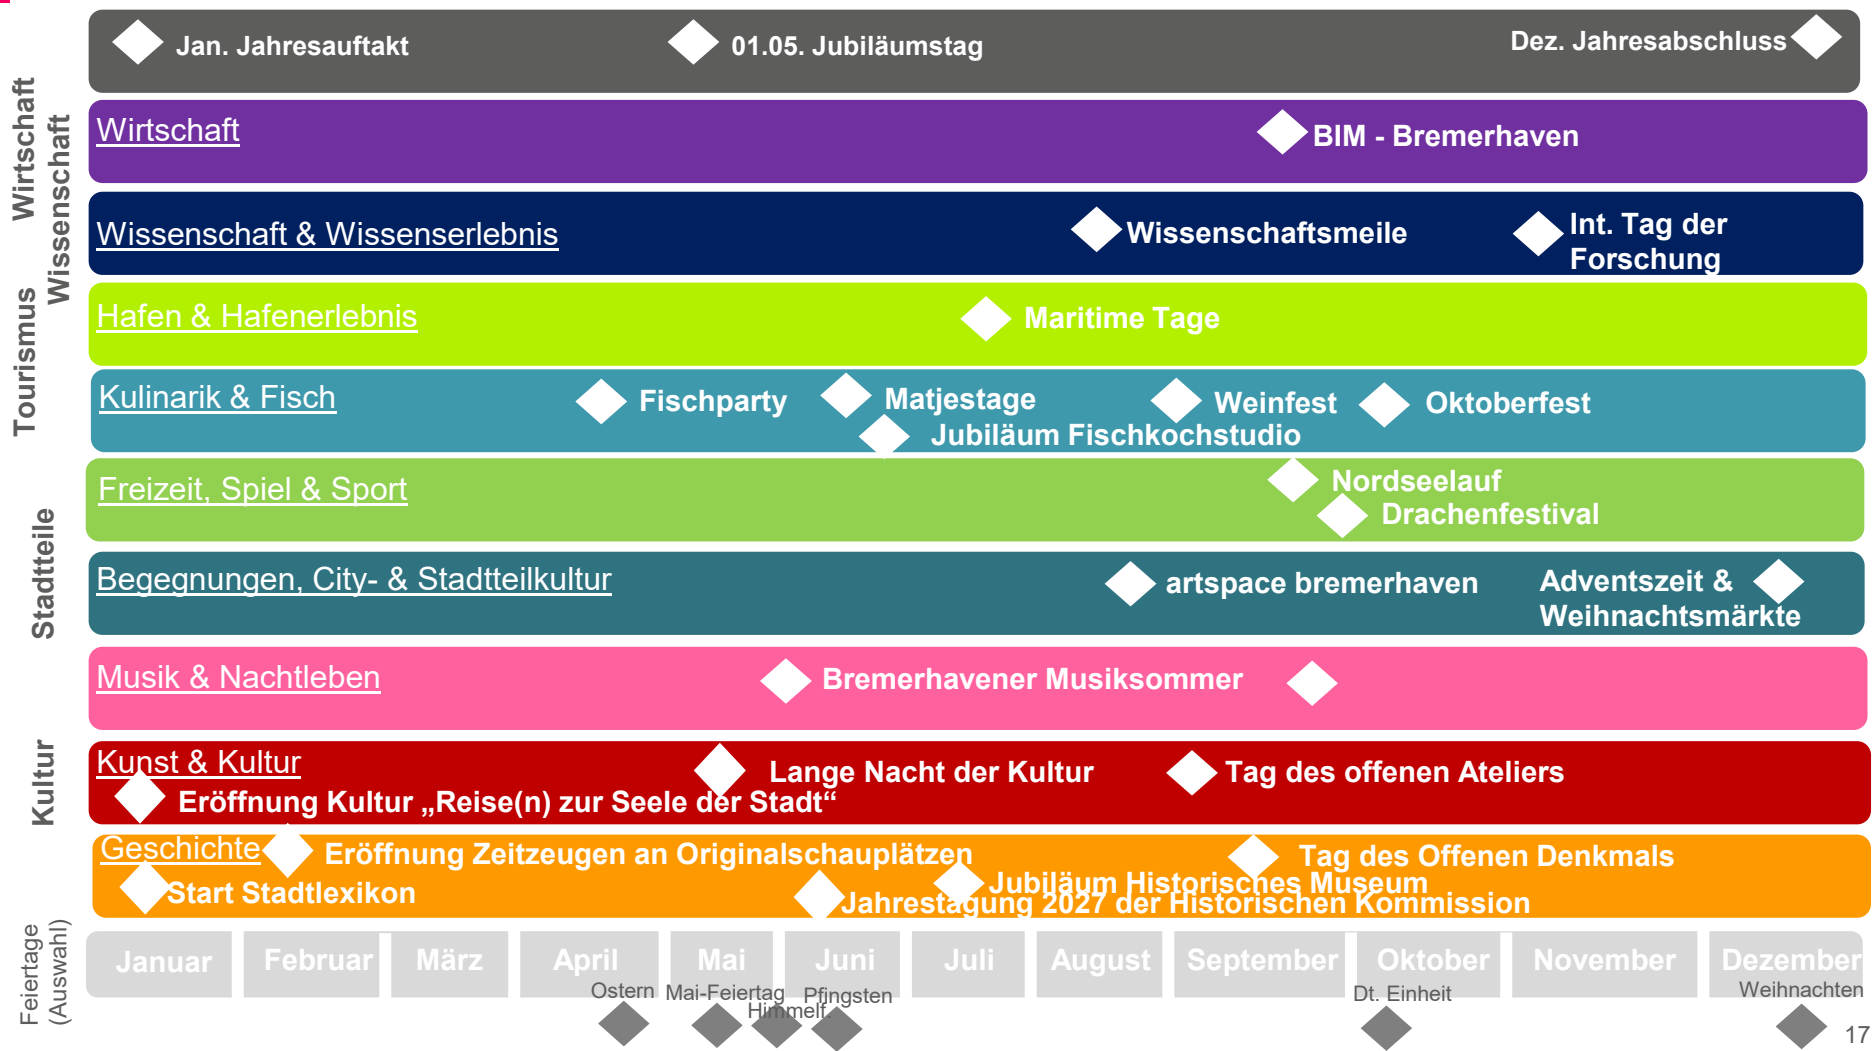 Jan. Jahresauftakt
01.05. Jubiläumstag
Dez. Jahresabschluss
Wirtschaft
Wissenschaft
Wirtschaft
BIM - Bremerhaven
Wissenschaft & Wissenserlebnis
Wissenschaftsmeile
Int. Tag der
Forschung
Tourismus
Hafen & Hafenerlebnis
Maritime Tage
Kulinarik & Fisch
Fischparty
Matjestage
Weinfest
Oktoberfest
Jubiläum Fischkochstudio
Stadtteile
Freizeit, Spiel & Sport
Nordseelauf
Drachenfestival
Begegnungen, City- & Stadtteilkultur
artspace bremerhaven
Adventszeit &
Weihnachtsmärkte
Musik & Nachtleben
Bremerhavener Musiksommer
Kultur
Kunst & Kultur
Lange Nacht der Kultur
Tag des offenen Ateliers
Eröffnung Kultur „Reise(n) zur Seele der Stadt“
Geschichte
Eröffnung Zeitzeugen an Originalschauplätzen
Tag des Offenen Denkmals
Start Stadtlexikon
Jubiläum Historisches Museum
Jahrestagung 2027 der Historischen Kommission
Feiertage
(Auswahl)
Januar
Februar
März
April
Mai
Juni
Juli
August
September
Oktober
November
Dezember
Ostern
Mai-Feiertag
Himmelf.
Pfingsten
Dt. Einheit
Weihnachten
17